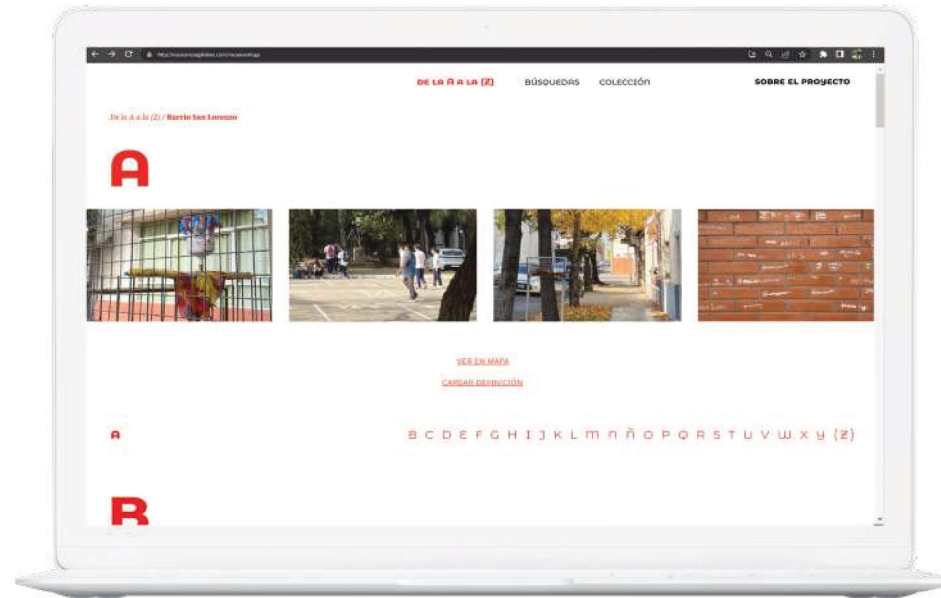 DE LA A A LA (Z) BÚSQUEDAS COLECCIÓN SOBRE EL PROYECTO
De la A a la (Z) / Barrio San Lorenzo
A
VER EN MAPA
CARGAR DEFINICIÓN
A B C D E F G H I J K L M N Ñ O P Q R S T U V W X Y (Z)
B